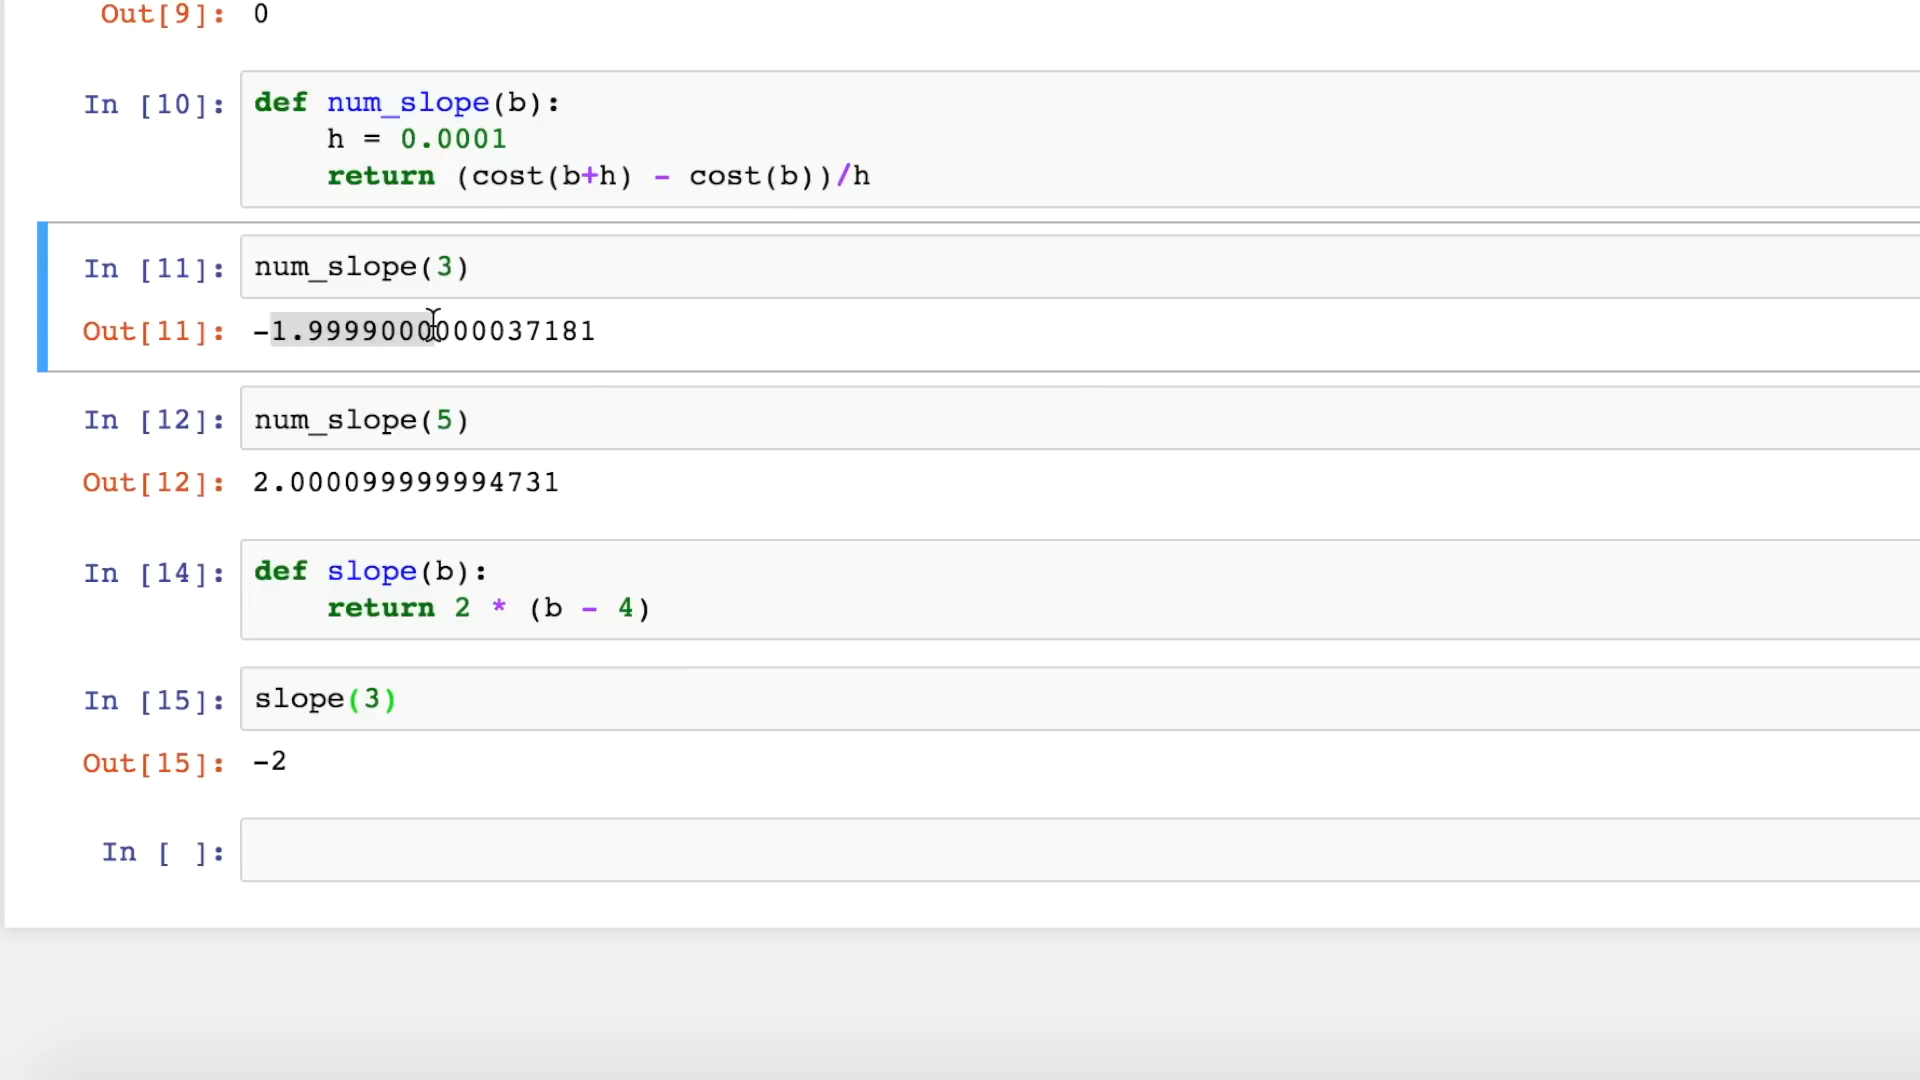 Out[9]: 0
In [10]: def num_slope(b):
    h = 0.0001
    return (cost(b+h) - cost(b))/h
In [11]: num_slope(3)
Out[11]: -1.9999000000037181
In [12]: num_slope(5)
Out[12]: 2.000099999994731
In [14]: def slope(b):
    return 2 * (b - 4)
In [15]: slope(3)
Out[15]: -2
In [ ]: